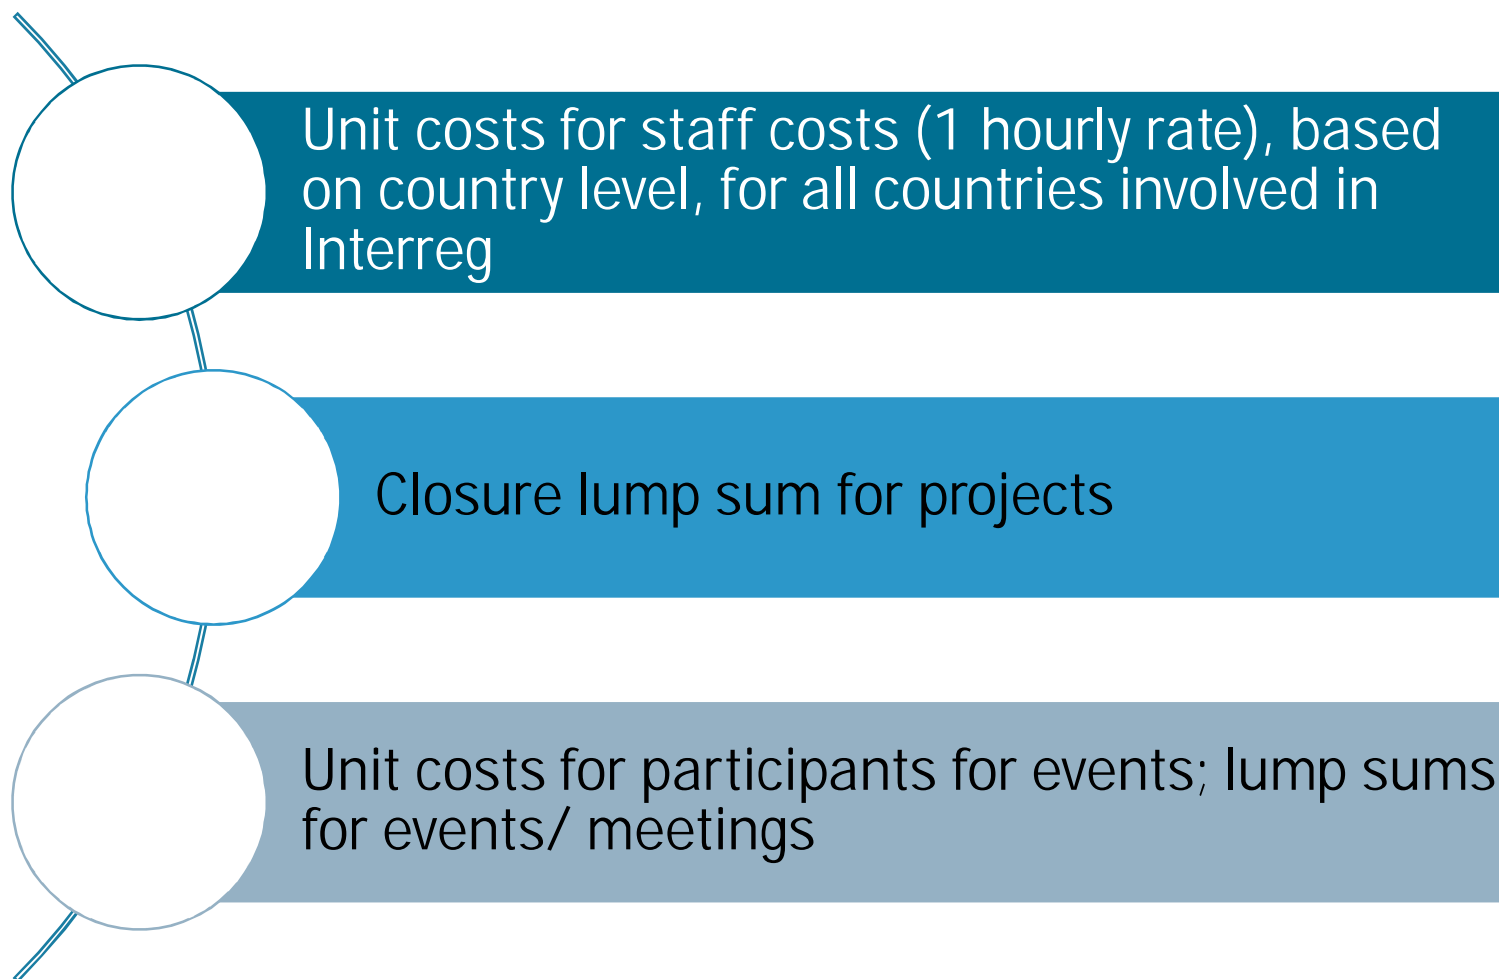 Unit costs for staff costs (1 hourly rate), based
on country level, for all countries involved in
Interreg
Closure lump sum for projects
Unit costs for participants for events; lump sums
for events/ meetings